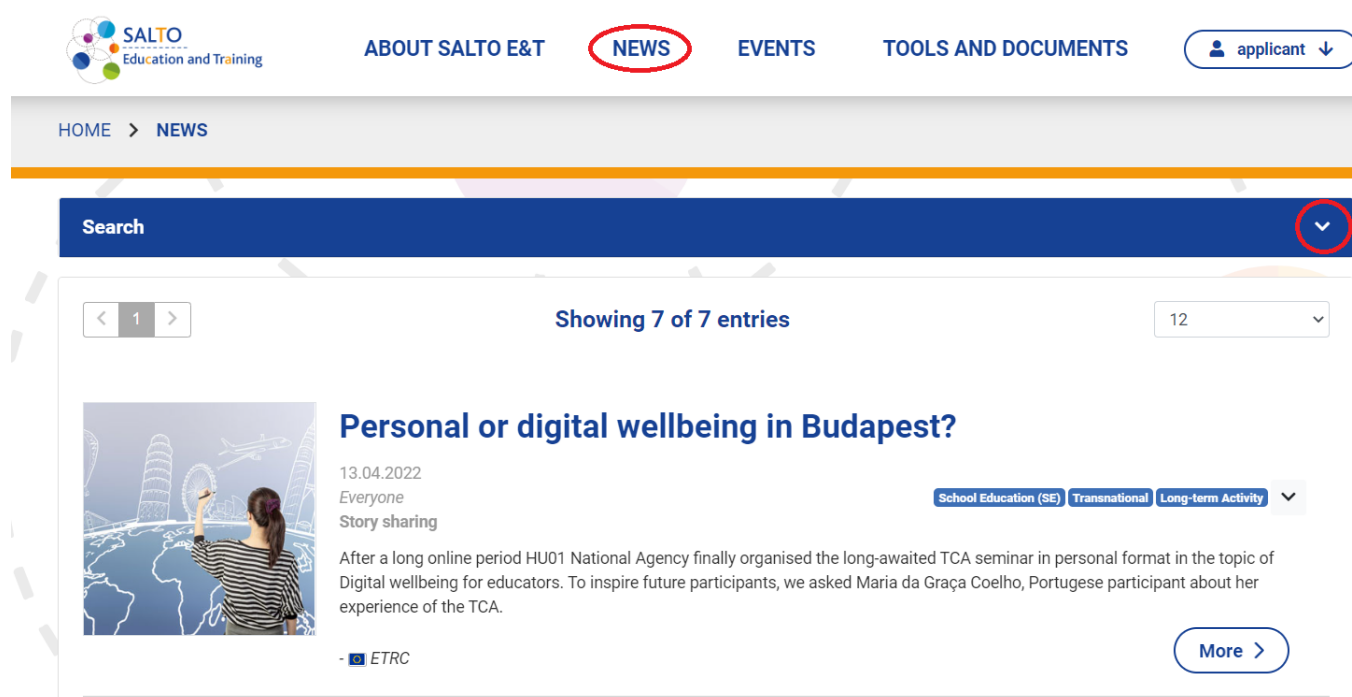 SALTO
Education and Training
ABOUT SALTO E&T
NEWS
EVENTS
TOOLS AND DOCUMENTS
applicant
HOME > NEWS
Search
< 1 >
Showing 7 of 7 entries
12
Personal or digital wellbeing in Budapest?
13.04.2022
Everyone
School Education (SE) Transnational Long-term Activity
Story sharing
After a long online period HU01 National Agency finally organised the long-awaited TCA seminar in personal format in the topic of
Digital wellbeing for educators. To inspire future participants, we asked Maria da Graça Coelho, Portugese participant about her
experience of the TCA.
- ETRC
More >